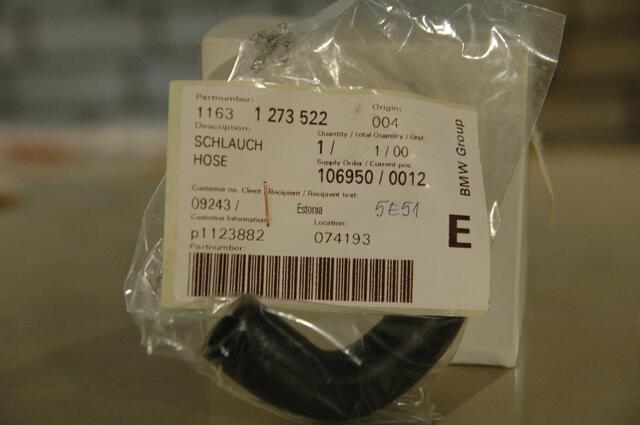 Partnumber: Origin:
1163 1 273 522 004
Description: Quantity / total Quantity / Unit:
SCHLAUCH 1 / 1 / 00
HOSE Supply Order / Current pos.
106950 / 0012
Customer no. Client Recipient / Recipient text:
09243 / Estonia 5E51
Customer Information Location:
p1123882 074193
Partnumber:
BMW Group
E